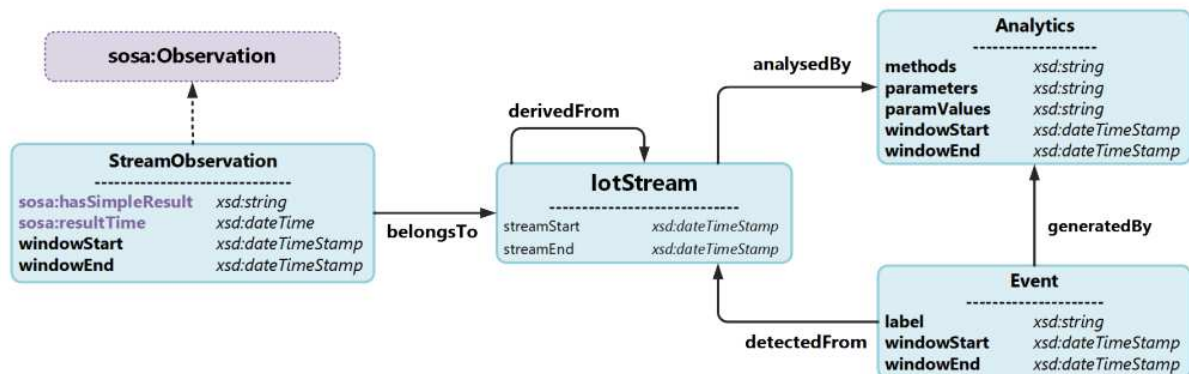 sosa:Observation
StreamObservation
sosa:hasSimpleResult xsd:string
sosa:resultTime xsd:dateTime
windowStart xsd:dateTimeStamp
windowEnd xsd:dateTimeStamp
belongsTo
derivedFrom
IotStream
streamStart xsd:dateTimeStamp
streamEnd xsd:dateTimeStamp
analysedBy
Analytics
methods xsd:string
parameters xsd:string
paramValues xsd:string
windowStart xsd:dateTimeStamp
windowEnd xsd:dateTimeStamp
generatedBy
detectedFrom
Event
label xsd:string
windowStart xsd:dateTimeStamp
windowEnd xsd:dateTimeStamp